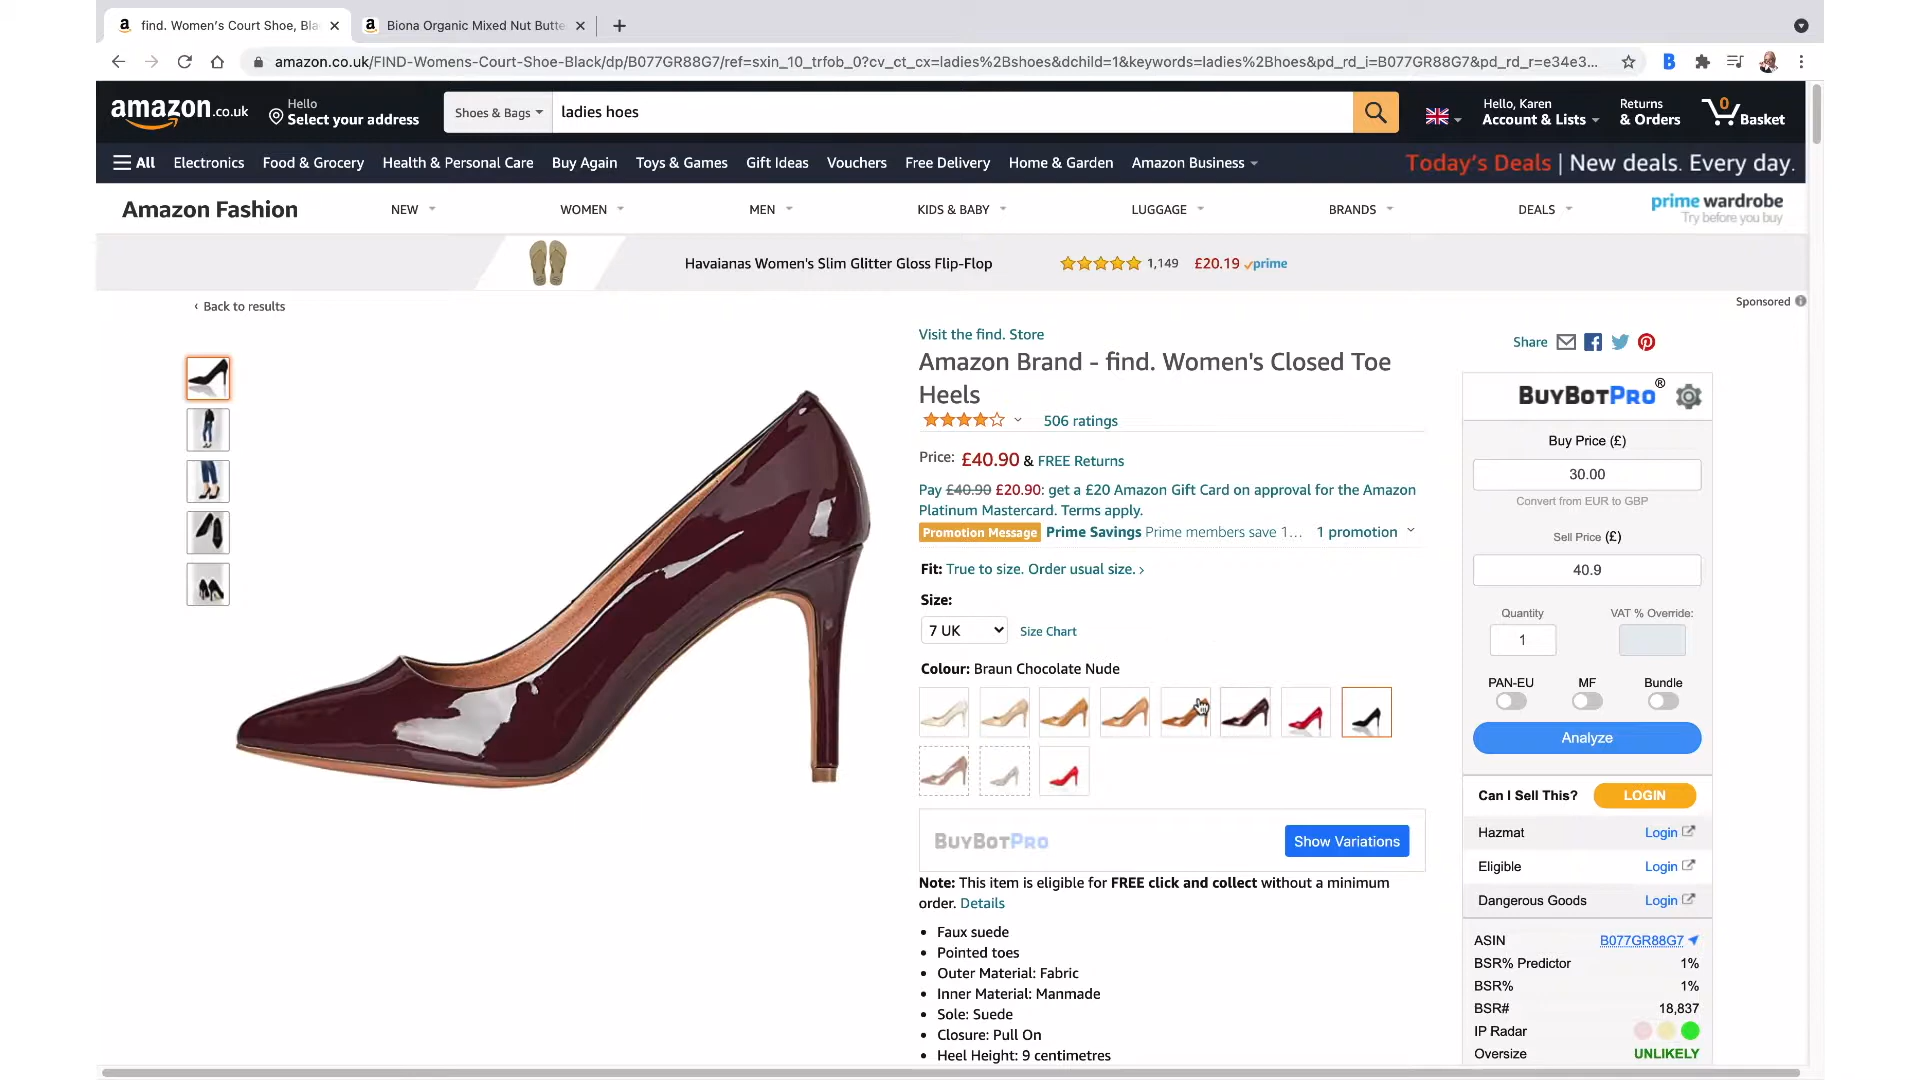 find. Women's Court Shoe, Bla
Biona Organic Mixed Nut Butte
amazon.co.uk/FIND-Womens-Court-Shoe-Black/dp/B077GR88G7/ref=sxin_10_trfob_0?cv_ct_cx=ladies%2Bshoes&dchild=1&keywords=ladies%2Bhoes&pd_rd_i=B077GR88G7&pd_rd_r=e34e3...
amazon.co.uk
Hello
Select your address
Shoes & Bags
ladies hoes
Hello, Karen
Account & Lists
Returns
& Orders
0
Basket
All
Electronics
Food & Grocery
Health & Personal Care
Buy Again
Toys & Games
Gift Ideas
Vouchers
Free Delivery
Home & Garden
Amazon Business
Today's Deals | New deals. Every day.
Amazon Fashion
NEW
WOMEN
MEN
KIDS & BABY
LUGGAGE
BRANDS
DEALS
prime wardrobe
Try before you buy
Havaianas Women's Slim Glitter Gloss Flip-Flop
1,149
£20.19 prime
‹ Back to results
Sponsored
Visit the find. Store
Amazon Brand - find. Women's Closed Toe
Heels
506 ratings
Price: £40.90 & FREE Returns
Pay £40.90 £20.90: get a £20 Amazon Gift Card on approval for the Amazon
Platinum Mastercard. Terms apply.
Promotion Message Prime Savings Prime members save 1... 1 promotion
Fit: True to size. Order usual size. ›
Size:
7 UK
Size Chart
Colour: Braun Chocolate Nude
BuyBotPro
Show Variations
Note: This item is eligible for FREE click and collect without a minimum
order. Details
• Faux suede
• Pointed toes
• Outer Material: Fabric
• Inner Material: Manmade
• Sole: Suede
• Closure: Pull On
• Heel Height: 9 centimetres
Share
BuyBotPro®
Buy Price (£)
30.00
Convert from EUR to GBP
Sell Price (£)
40.9
Quantity
VAT % Override:
1
PAN-EU
MF
Bundle
Analyze
Can I Sell This?
LOGIN
Hazmat
Login
Eligible
Login
Dangerous Goods
Login
ASIN
B077GR88G7
BSR% Predictor
1%
BSR%
1%
BSR#
18,837
IP Radar
Oversize
UNLIKELY